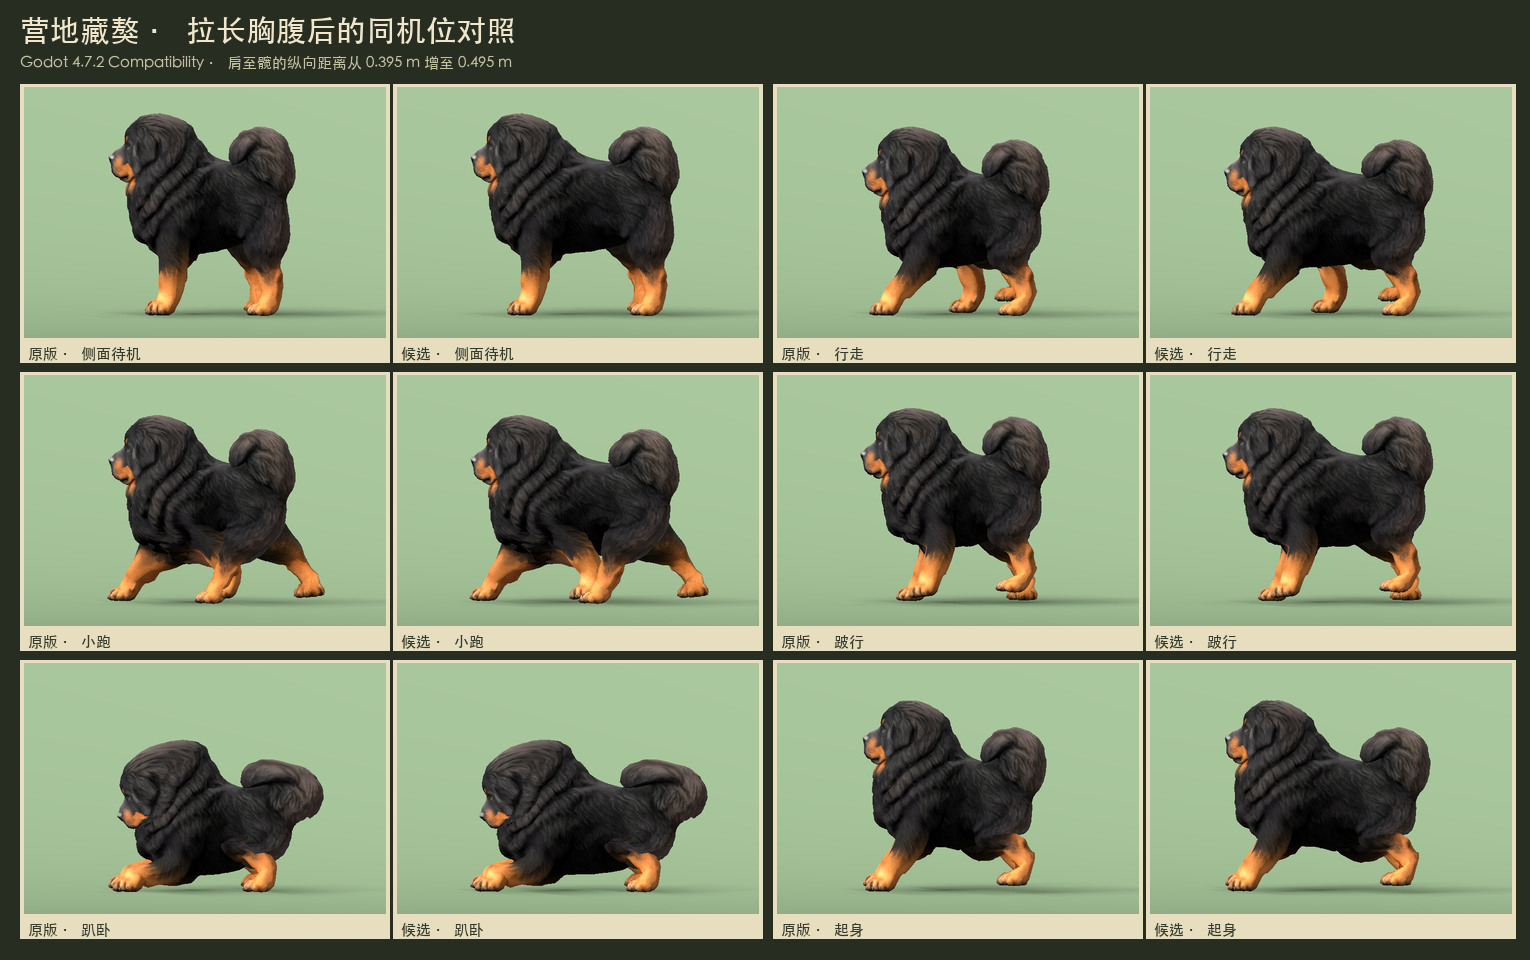 营地藏獒 · 拉长胸腹后的同机位对照
Godot 4.7.2 Compatibility · 肩至髋的纵向距离从 0.395 m 增至 0.495 m
原版 · 侧面待机
候选 · 侧面待机
原版 · 行走
候选 · 行走
原版 · 小跑
候选 · 小跑
原版 · 跛行
候选 · 跛行
原版 · 趴卧
候选 · 趴卧
原版 · 起身
候选 · 起身